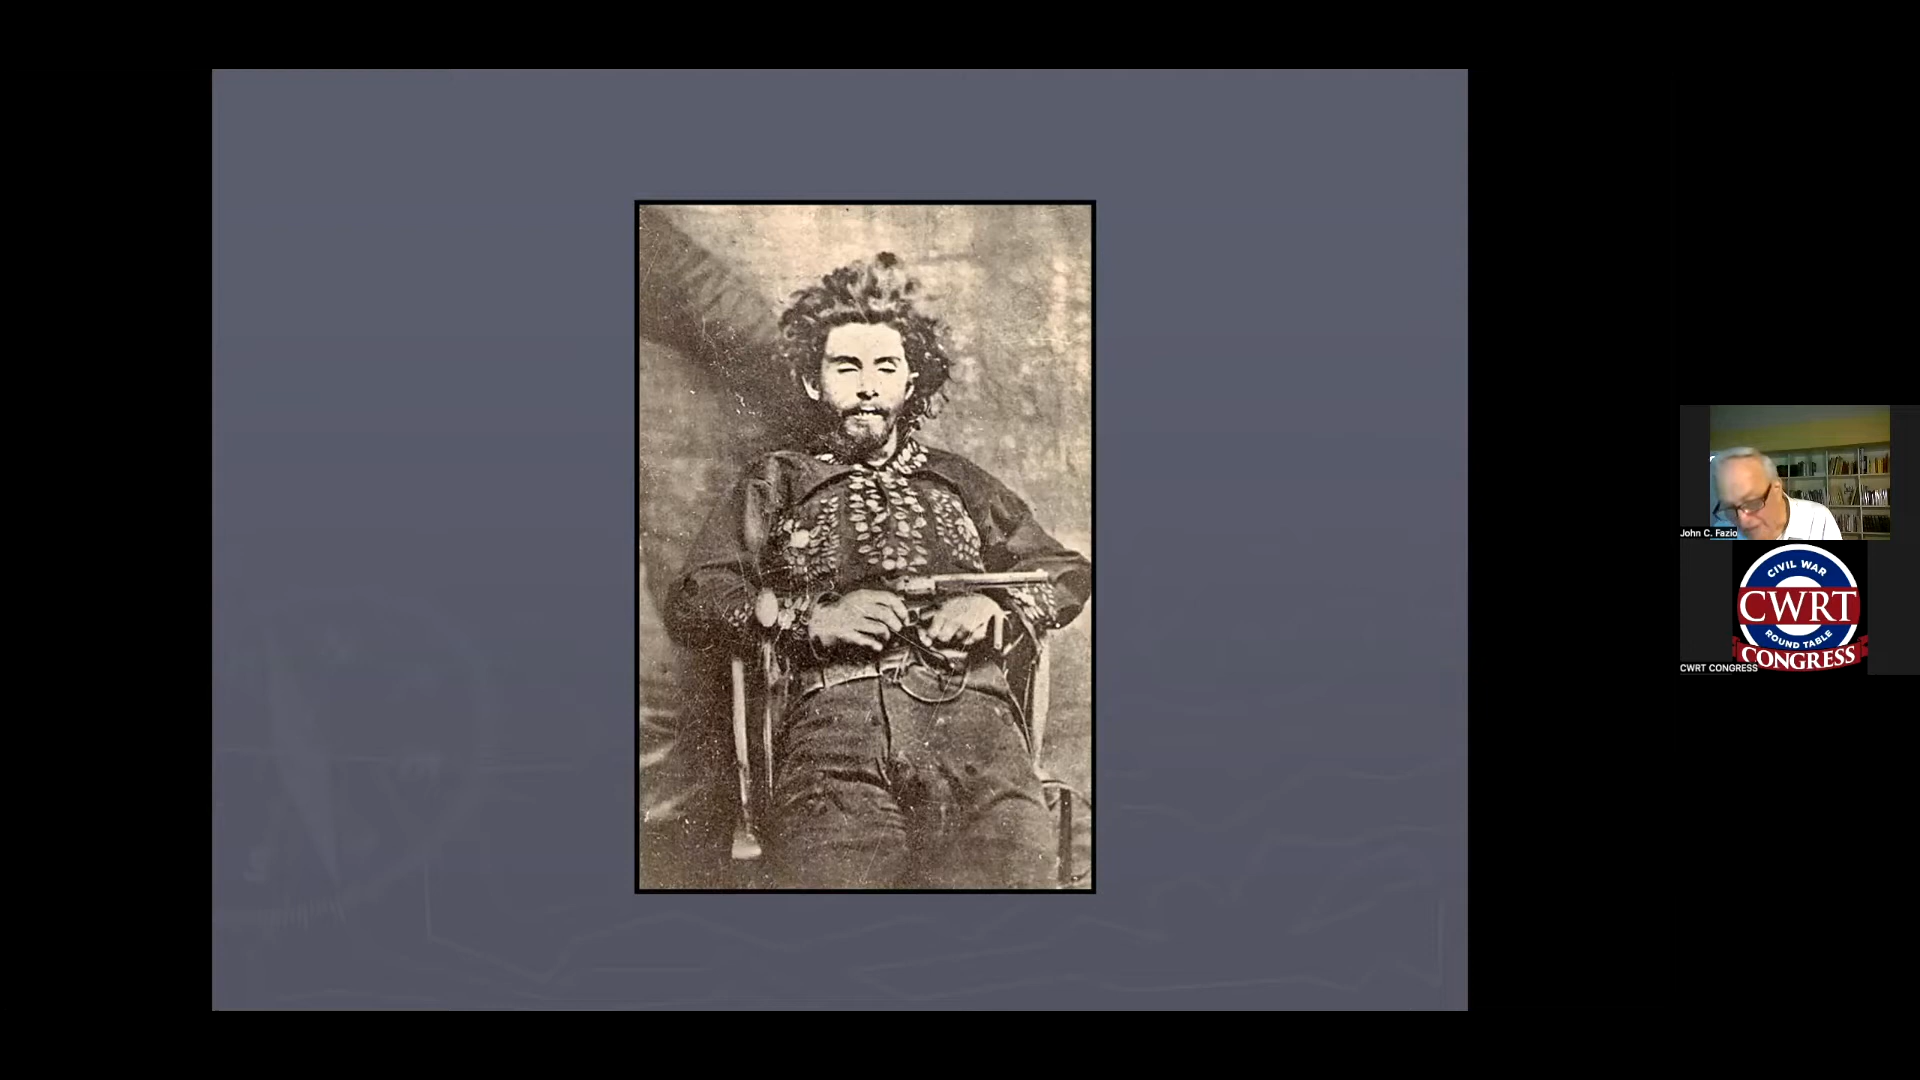 John C. Fazio
CIVIL WAR
CWRT
ROUND TABLE
CONGRESS
CWRT CONGRESS